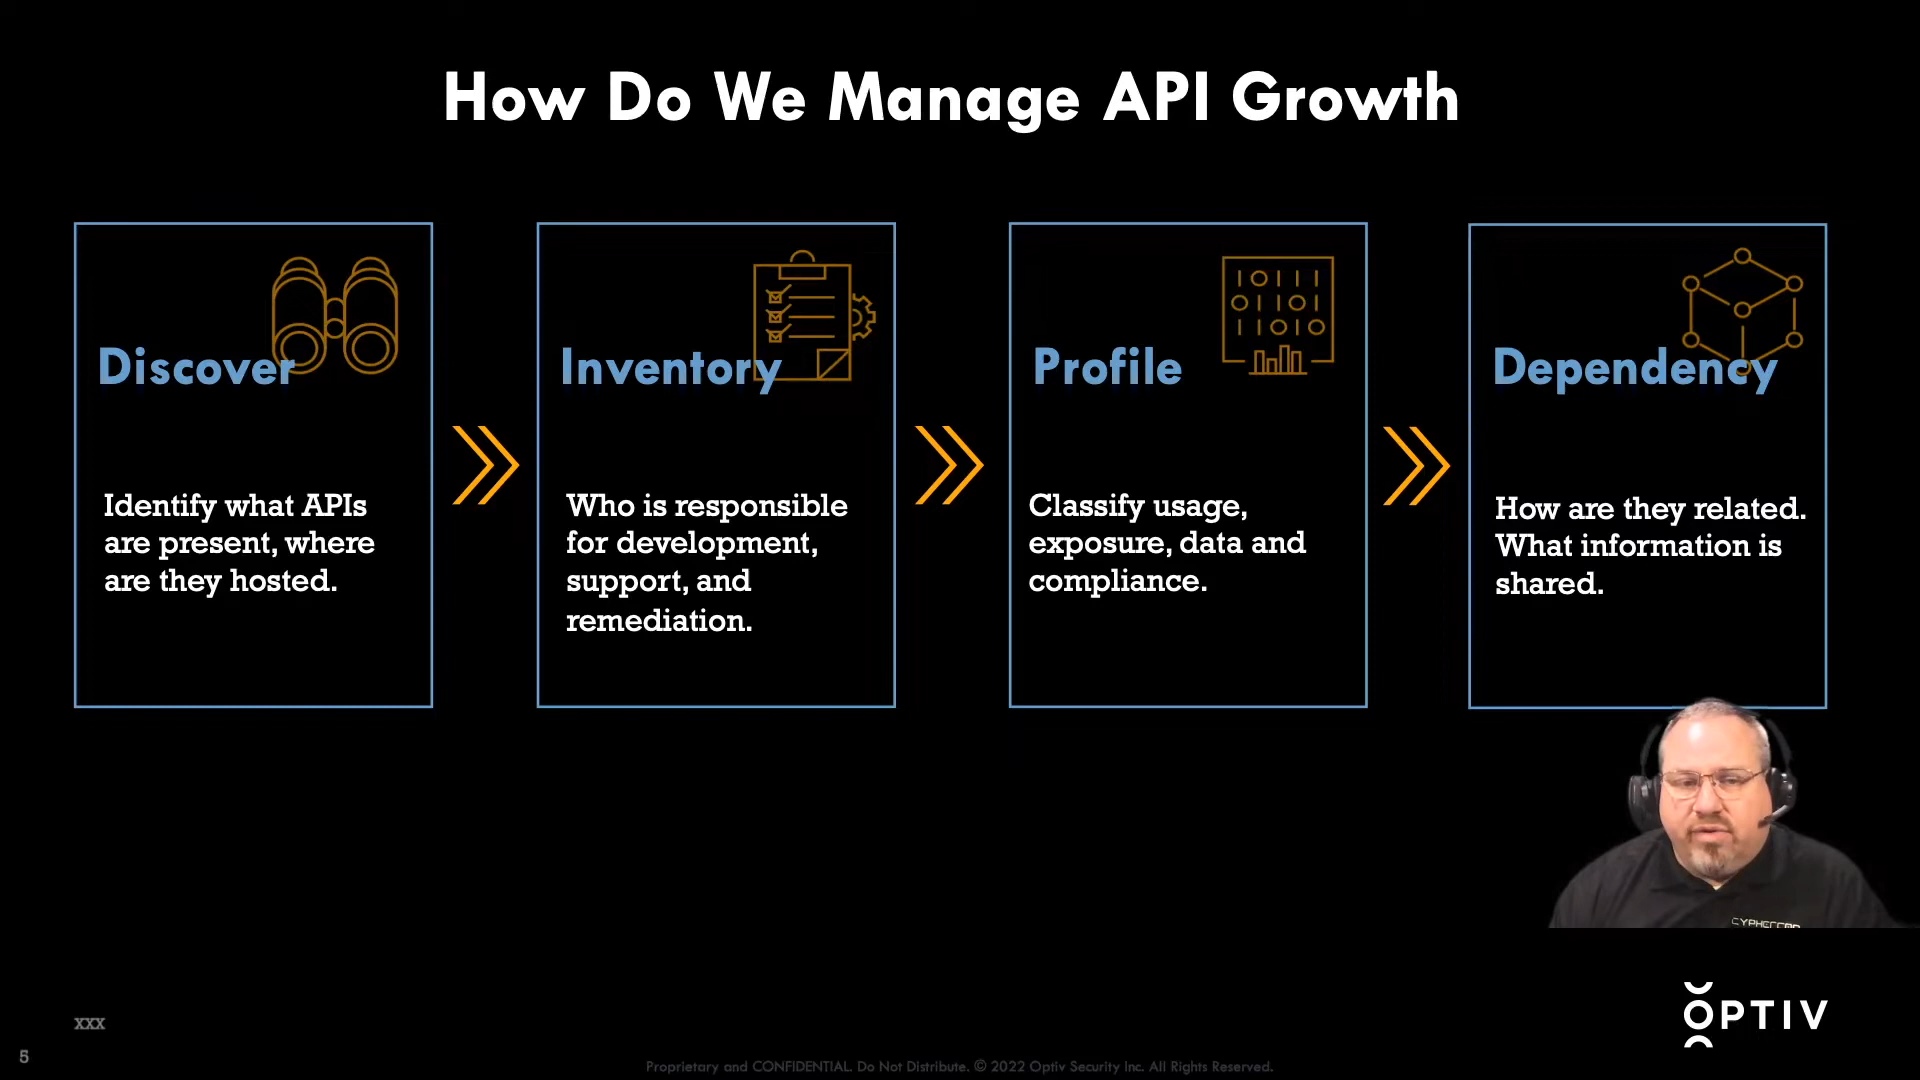 How Do We Manage API Growth
Discover
Identify what APIs
are present, where
are they hosted.
Inventory
Who is responsible
for development,
support, and
remediation.
Profile
Classify usage,
exposure, data and
compliance.
Dependency
How are they related.
What information is
shared.
OPTIV
xxx
5
Proprietary and CONFIDENTIAL. Do Not Distribute. © 2022 Optiv Security Inc. All Rights Reserved.